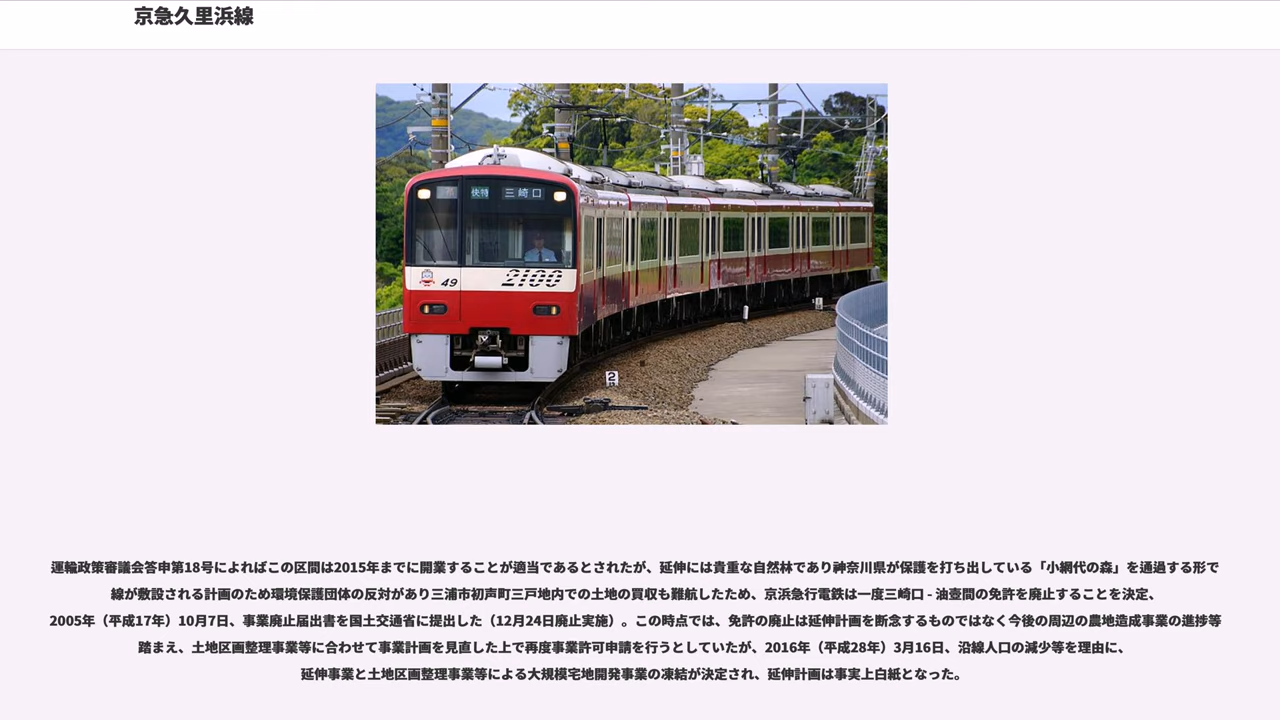 京急久里浜線
快特 三崎口
49 2100
2
運輪政策審議会答申第18号によればこの区間は2015年までに開業することが適当であるとされたが、延伸には貴重な自然林であり神奈川県が保護を打ち出している「小網代の森」を通過する形で
線が敷設される計画のため環境保護団体の反対があり三浦市初声町三戸地内での土地の買収も難航したため、京浜急行電鉄は一度三崎口 - 油壷間の免許を廃止することを決定、
2005年（平成17年）10月7日、事業廃止届出書を国土交通省に提出した（12月24日廃止実施）。この時点では、免許の廃止は延伸計画を断念するものではなく今後の周辺の農地造成事業の進捗等
踏まえ、土地区画整理事業等に合わせて事業計画を見直した上で再度事業許可申請を行うとしていたが、2016年（平成28年）3月16日、沿線人口の減少等を理由に、
延伸事業と土地区画整理事業等による大規模宅地開発事業の凍結が決定され、延伸計画は事実上白紙となった。